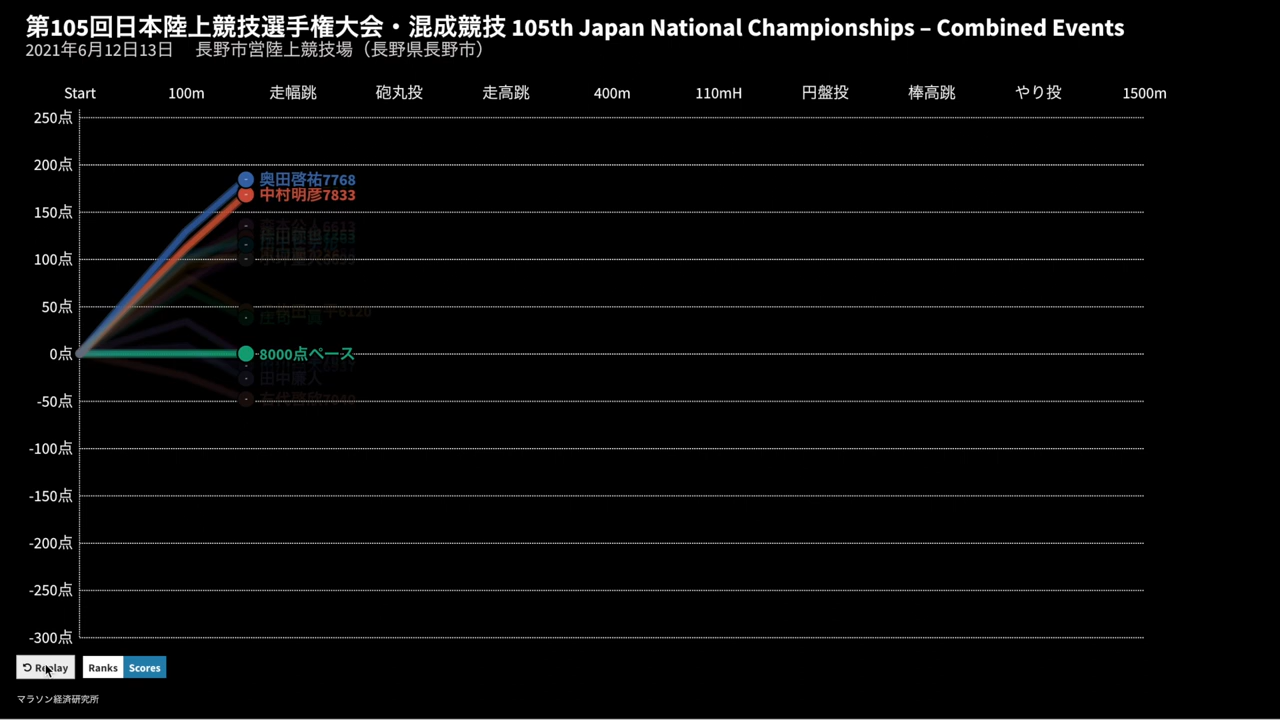 第105回日本陸上競技選手権大会・混成競技 105th Japan National Championships – Combined Events
2021年6月12日13日 長野市営陸上競技場（長野県長野市）
Start 100m 走幅跳 砲丸投 走高跳 400m 110mH 円盤投 棒高跳 やり投 1500m
250点
200点
奥田啓祐7768
中村明彦7833
150点
100点
50点
0点
8000点ペース
田中廉人
-50点
-100点
-150点
-200点
-250点
-300点
Replay Ranks Scores
マラソン経済研究所